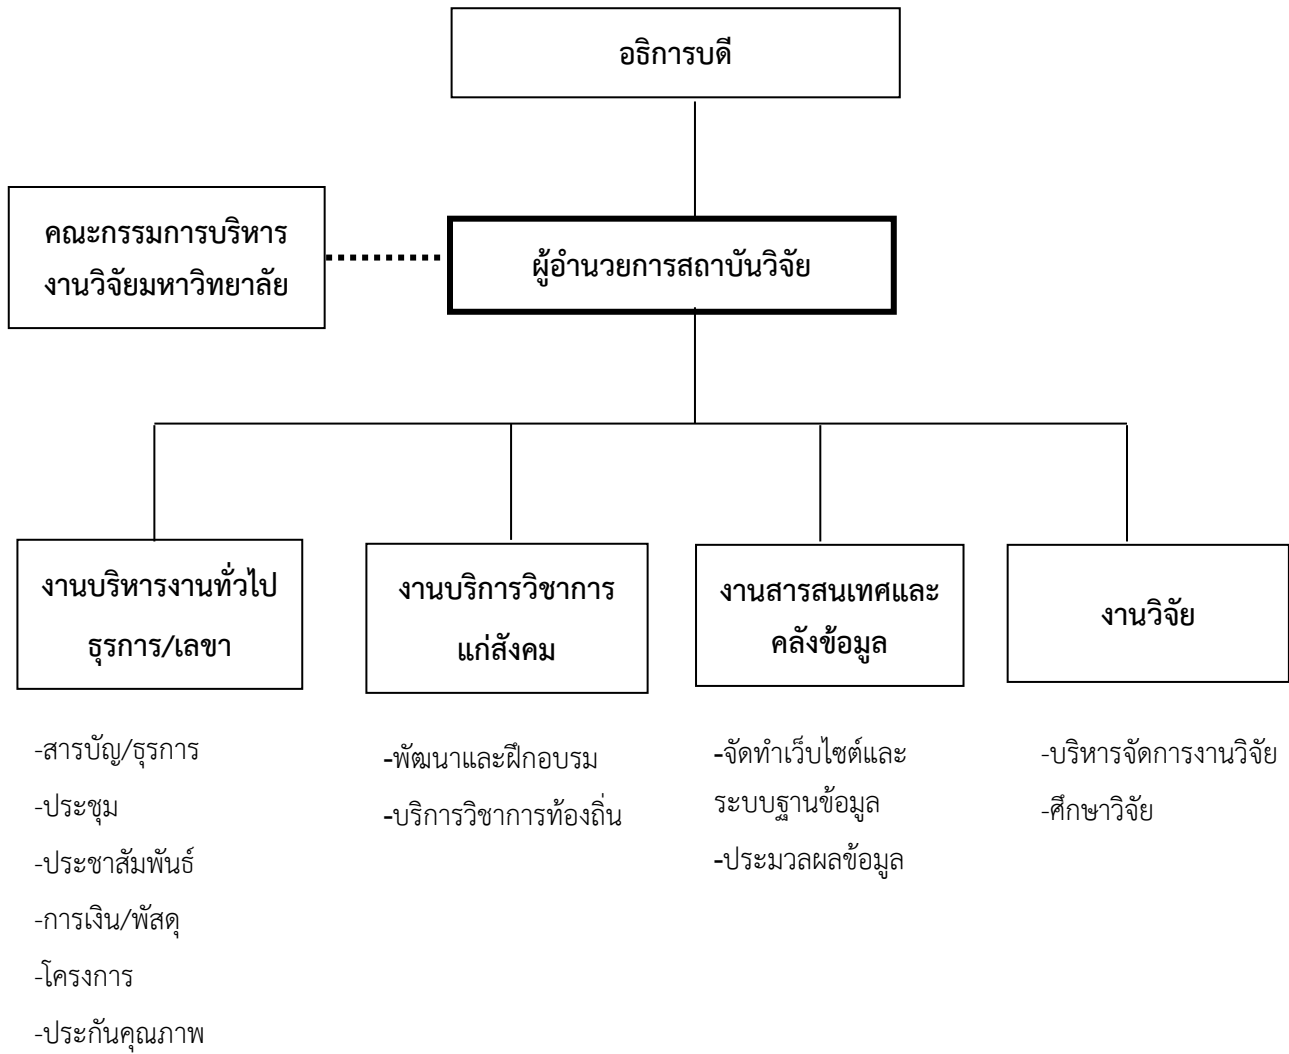 อธิการบดี
คณะกรรมการบริหาร
งานวิจัยมหาวิทยาลัย
ผู้อำนวยการสถาบันวิจัย
งานบริหารงานทั่วไป
ธุรการ/เลขา
-สารบัญ/ธุรการ
-ประชุม
-ประชาสัมพันธ์
-การเงิน/พัสดุ
-โครงการ
-ประกันคุณภาพ
งานบริการวิชาการ
แก่สังคม
-พัฒนาและฝึกอบรม
-บริการวิชาการท้องถิ่น
งานสารสนเทศและ
คลังข้อมูล
-จัดทำเว็บไซต์และ
ระบบฐานข้อมูล
-ประมวลผลข้อมูล
งานวิจัย
-บริหารจัดการงานวิจัย
-ศึกษาวิจัย